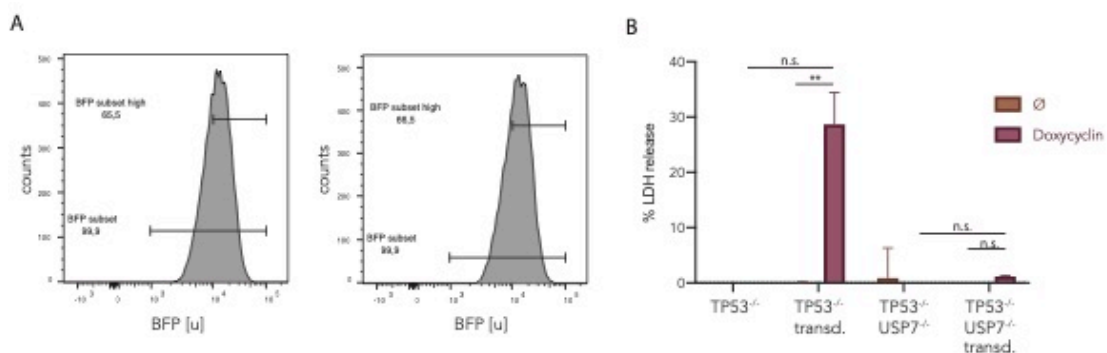 A
500
400
300
200
100
0
BFP subset high
65,5
BFP subset
99,9
counts
-10 3
0
10 3
10 4
10 5
BFP [u]
500
400
300
200
100
0
BFP subset high
66,5
BFP subset
99,9
counts
-10 3
0
10 3
10 4
10 5
BFP [u]
B
n.s.
**
40
30
20
10
0
% LDH release
Ø
Doxycyclin
n.s.
n.s.
TP53-/-
TP53-/-
transd.
TP53-/-
USP7-/-
TP53-/-
USP7-/-
transd.